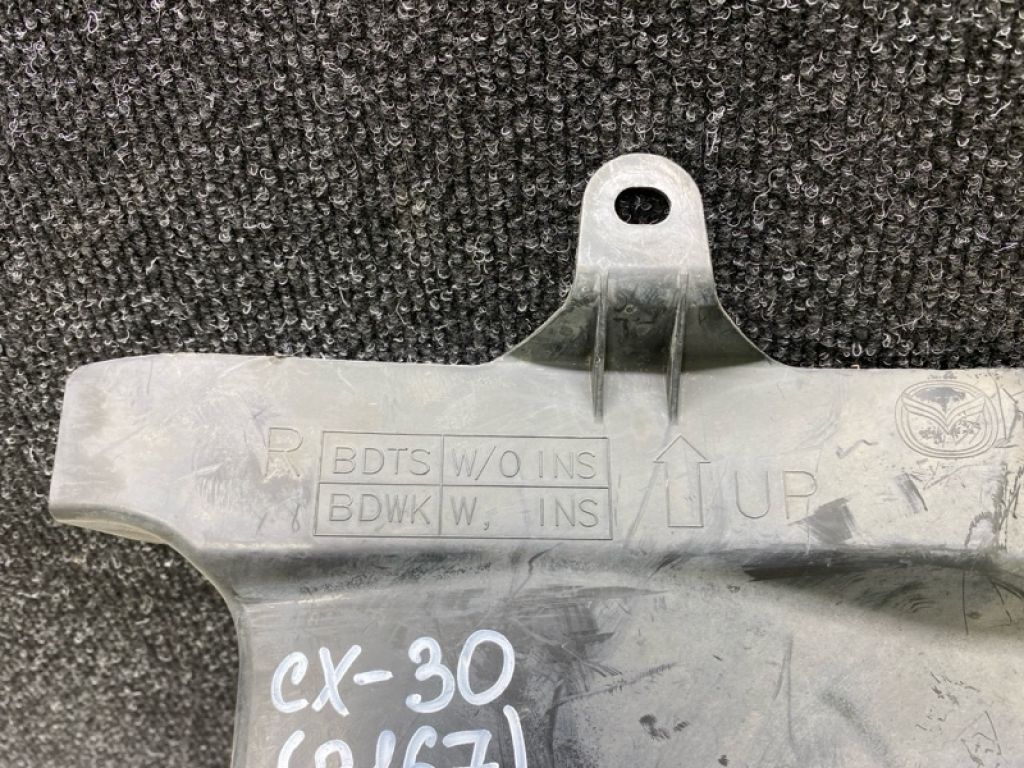 R BDTS W/O INS UP
BDWK W, INS
CX-30